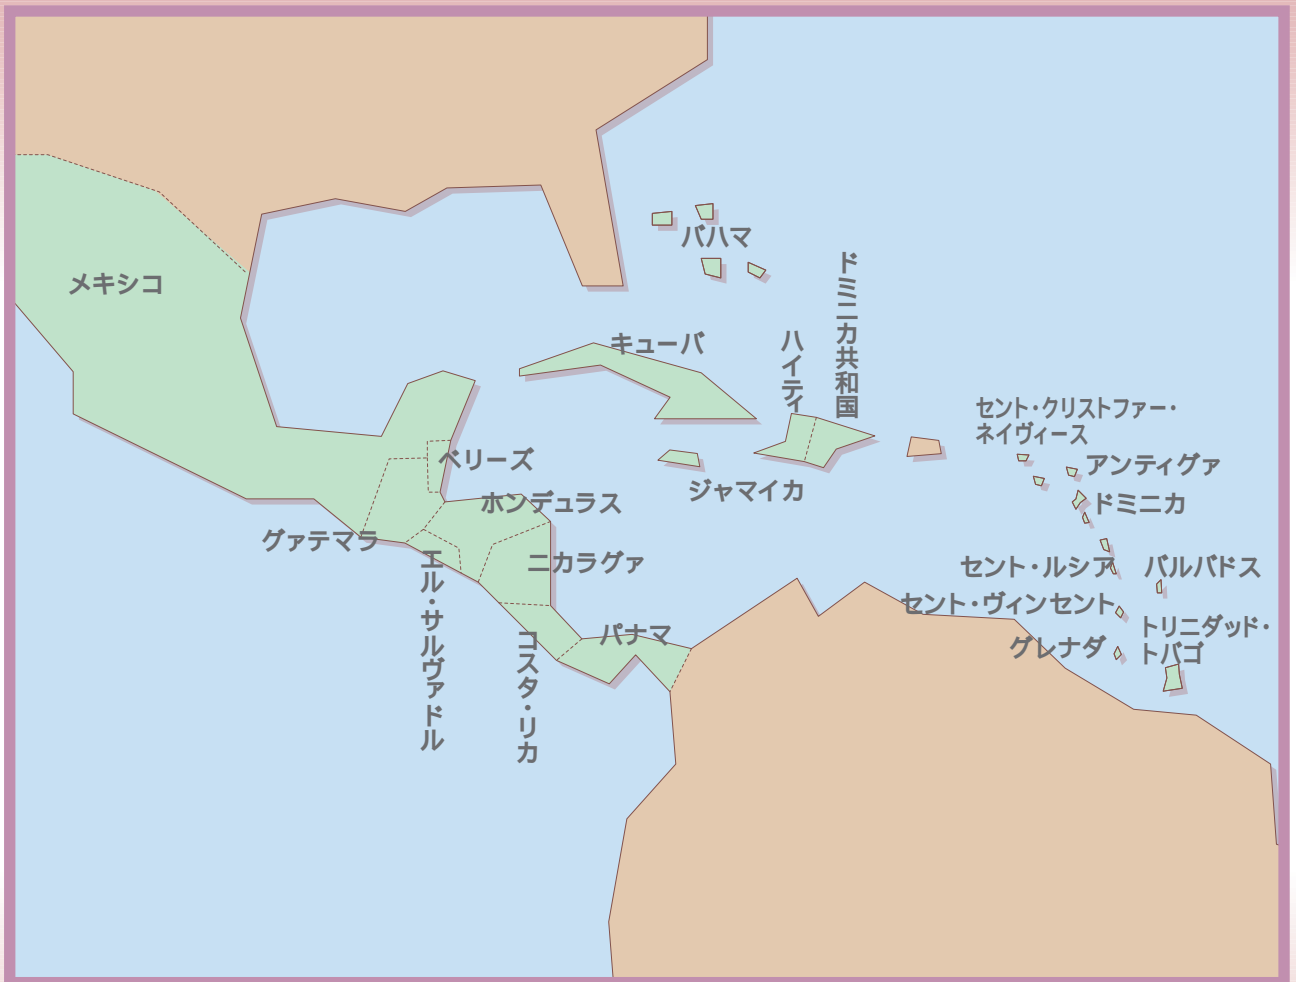 メキシコ
バハマ
ドミニカ共和国
ハイティ
キューバ
セント・クリストファー・
ネイヴィース
アンティグァ
ベリーズ
ジャマイカ
ホンデュラス
ドミニカ
グァテマラ
エル・サルヴァドル
ニカラグァ
セント・ルシア
バルバドス
セント・ヴィンセント
コスタ・リカ
パナマ
グレナダ
トリニダッド・
トバゴ